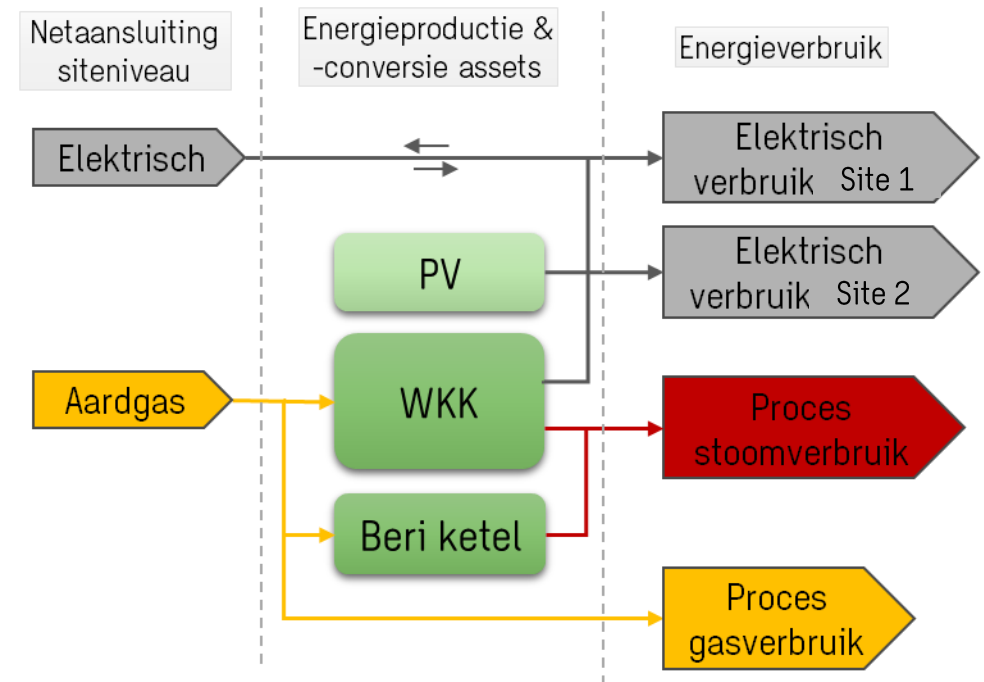 Netaansluiting
siteniveau
Energieproductie &
-conversie assets
Energieverbruik
Elektrisch
Elektrisch
verbruik Site 1
PV
Elektrisch
verbruik Site 2
Aardgas
WKK
Proces
stoomverbruik
Beri ketel
Proces
gasverbruik